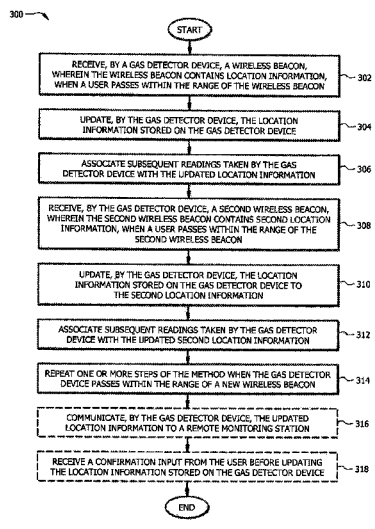 300
START
RECEIVE, BY A GAS DETECTOR DEVICE, A WIRELESS BEACON,
WHEREIN THE WIRELESS BEACON CONTAINS LOCATION INFORMATION,
WHEN A USER PASSES WITHIN THE RANGE OF THE WIRELESS BEACON
302
UPDATE, BY THE GAS DETECTOR DEVICE, THE LOCATION
INFORMATION STORED ON THE GAS DETECTOR DEVICE
304
ASSOCIATE SUBSEQUENT READINGS TAKEN BY THE GAS
DETECTOR DEVICE WITH THE UPDATED LOCATION INFORMATION
306
RECEIVE, BY THE GAS DETECTOR DEVICE, A SECOND WIRELESS BEACON,
WHEREIN THE SECOND WIRELESS BEACON CONTAINS SECOND LOCATION
INFORMATION, WHEN A USER PASSES WITHIN THE RANGE OF THE
SECOND WIRELESS BEACON
308
UPDATE, BY THE GAS DETECTOR DEVICE, THE LOCATION
INFORMATION STORED ON THE GAS DETECTOR DEVICE TO
THE SECOND LOCATION INFORMATION
310
ASSOCIATE SUBSEQUENT READINGS TAKEN BY THE GAS DETECTOR
DEVICE WITH THE UPDATED SECOND LOCATION INFORMATION
312
REPEAT ONE OR MORE STEPS OF THE METHOD WHEN THE GAS DETECTOR
DEVICE PASSES WITHIN THE RANGE OF A NEW WIRELESS BEACON
314
COMMUNICATE, BY THE GAS DETECTOR DEVICE, THE UPDATED
LOCATION INFORMATION TO A REMOTE MONITORING STATION
316
RECEIVE A CONFIRMATION INPUT FROM THE USER BEFORE UPDATING
THE LOCATION INFORMATION STORED ON THE GAS DETECTOR DEVICE
318
END